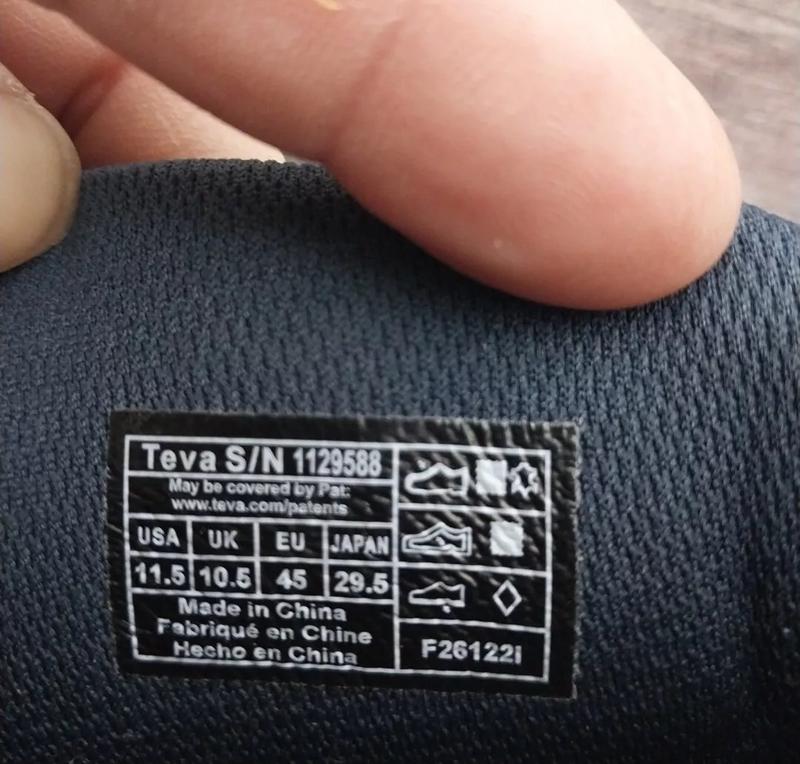 Teva S/N 1129588
May be covered by Pat:
www.teva.com/patents
USA UK EU JAPAN
11.5 10.5 45 29.5
Made in China
Fabriqué en Chine
Hecho en China
F26122I